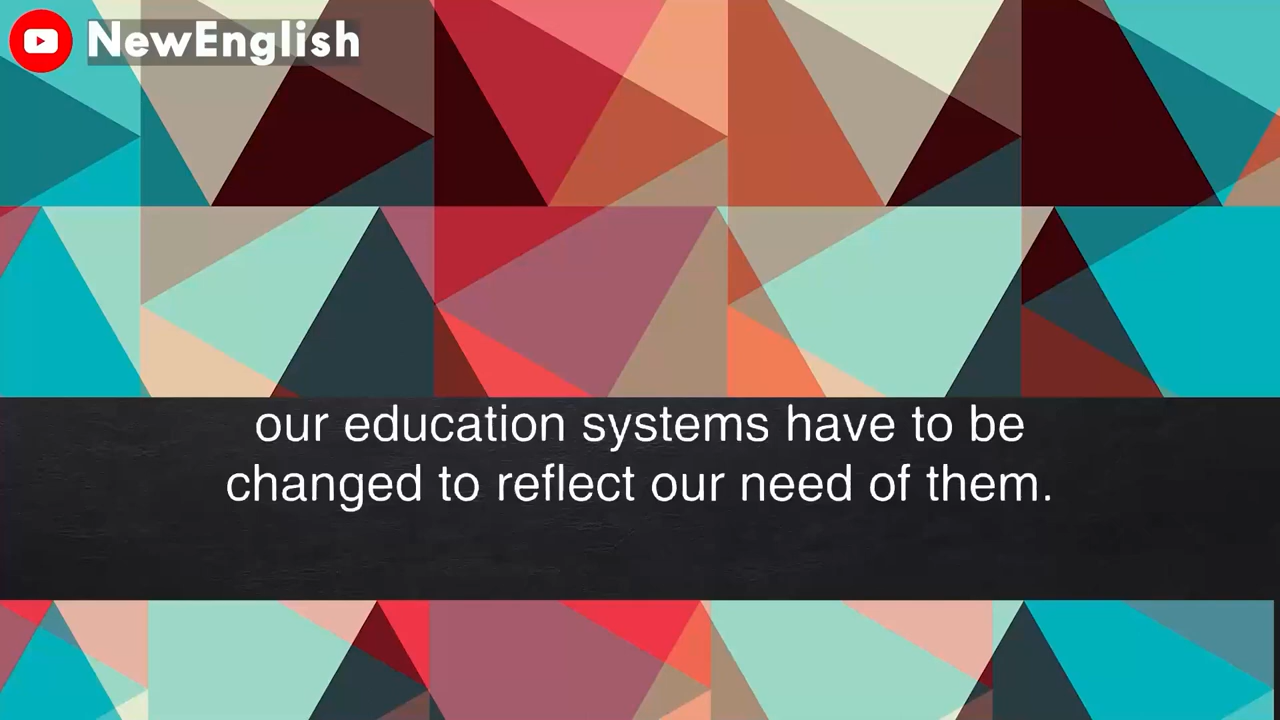 NewEnglish
our education systems have to be
changed to reflect our need of them.